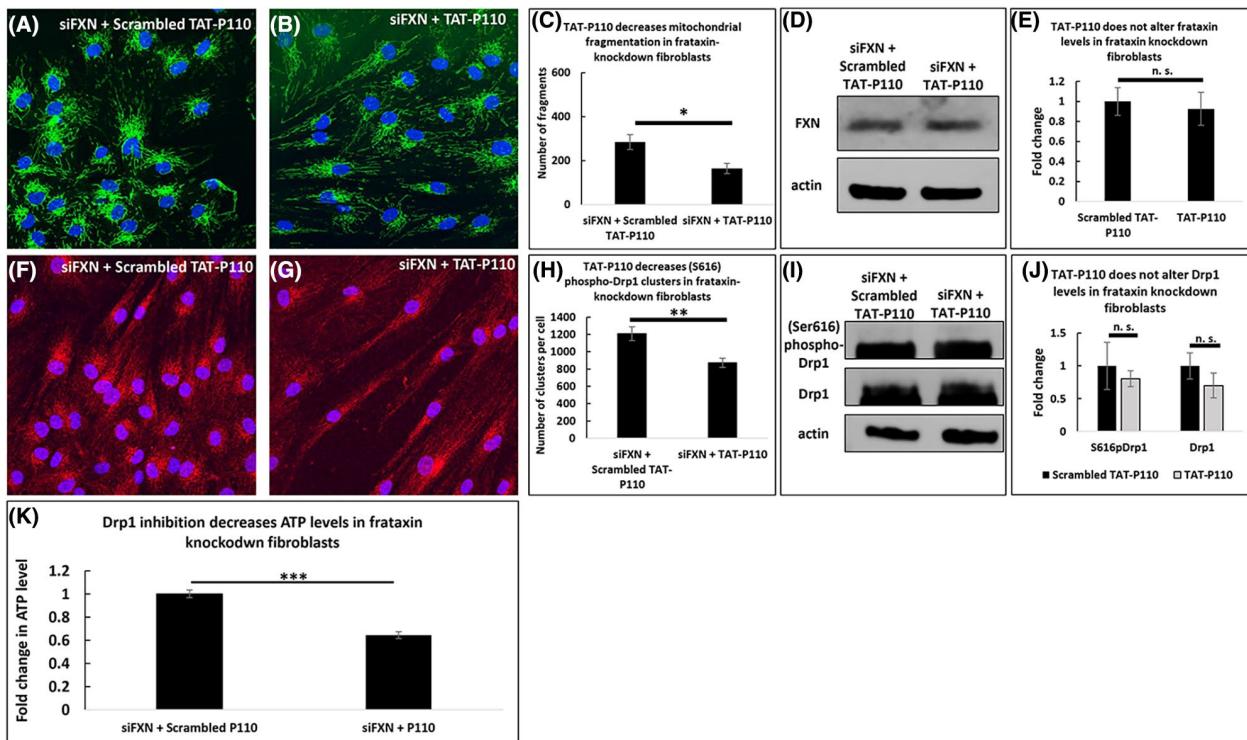 (A)
siFXN + Scrambled TAT-P110
(B)
siFXN + TAT-P110
(C)
TAT-P110 decreases mitochondrial
fragmentation in frataxin-
knockdown fibroblasts
Number of fragments
600
400
200
0
*
siFXN + Scrambled
TAT-P110
siFXN + TAT-P110
(D)
siFXN +
Scrambled
TAT-P110
siFXN +
TAT-P110
FXN
actin
(E)
TAT-P110 does not alter frataxin
levels in frataxin knockdown
fibroblasts
n. s.
Fold change
1.2
1
0.8
0.6
0.4
0.2
0
Scrambled TAT-
P110
TAT-P110
(F)
siFXN + Scrambled TAT-P110
(G)
siFXN + TAT-P110
(H)
TAT-P110 decreases (S616)
phospho-Drp1 clusters in frataxin-
knockdown fibroblasts
**
Number of clusters per cell
1400
1200
1000
800
600
400
200
0
siFXN +
Scrambled TAT-
P110
siFXN + TAT-P110
(I)
siFXN +
Scrambled
TAT-P110
siFXN +
TAT-P110
(Ser616)
phospho-
Drp1
Drp1
actin
(J)
TAT-P110 does not alter Drp1
levels in frataxin knockdown
fibroblasts
n. s.
n. s.
Fold change
1.5
1
0.5
0
S616pDrp1
Drp1
Scrambled TAT-P110
TAT-P110
(K)
Drp1 inhibition decreases ATP levels in frataxin
knockodwn fibroblasts
***
Fold change in ATP level
1.2
1
0.8
0.6
0.4
0.2
0
siFXN + Scrambled P110
siFXN + P110